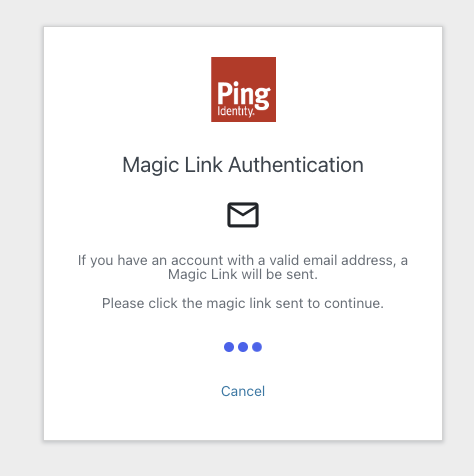 Ping
Identity.
Magic Link Authentication
If you have an account with a valid email address, a
Magic Link will be sent.
Please click the magic link sent to continue.
Cancel